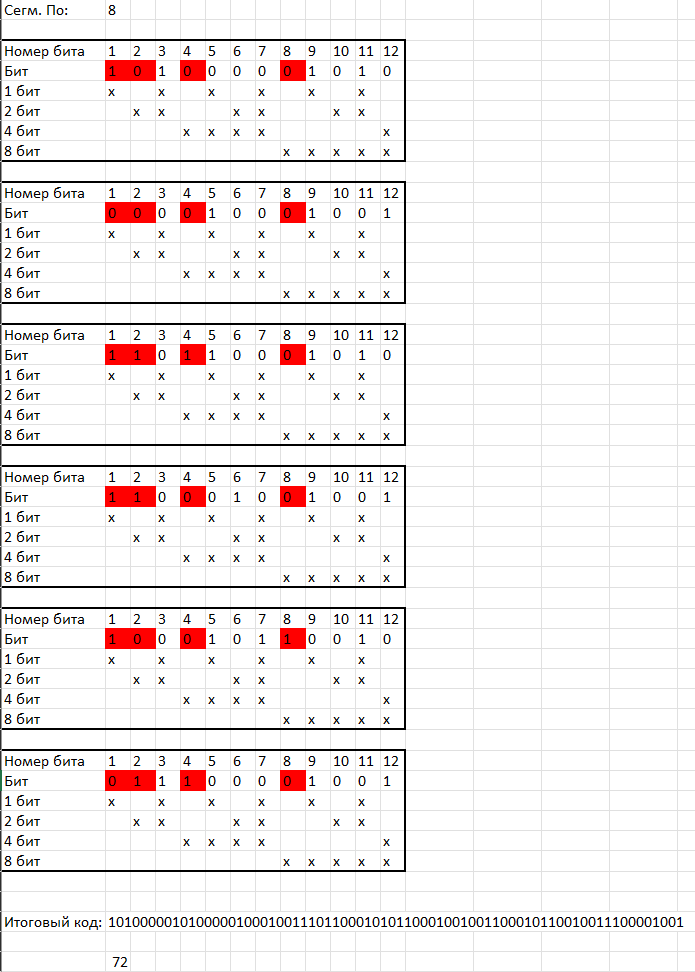 Сегм. По: 8
Номер бита 1 2 3 4 5 6 7 8 9 10 11 12
Бит 1 0 1 0 0 0 0 0 1 0 1 0
1 бит x x x x x x
2 бит x x x x x x
4 бит x x x x x
8 бит x x x x x
Номер бита 1 2 3 4 5 6 7 8 9 10 11 12
Бит 0 0 0 0 1 0 0 0 1 0 0 1
1 бит x x x x x x
2 бит x x x x x x
4 бит x x x x x
8 бит x x x x x
Номер бита 1 2 3 4 5 6 7 8 9 10 11 12
Бит 1 1 0 1 1 0 0 0 1 0 1 0
1 бит x x x x x x
2 бит x x x x x x
4 бит x x x x x
8 бит x x x x x
Номер бита 1 2 3 4 5 6 7 8 9 10 11 12
Бит 1 1 0 0 0 1 0 0 1 0 0 1
1 бит x x x x x x
2 бит x x x x x x
4 бит x x x x x
8 бит x x x x x
Номер бита 1 2 3 4 5 6 7 8 9 10 11 12
Бит 1 0 0 0 1 0 1 1 0 0 1 0
1 бит x x x x x x
2 бит x x x x x x
4 бит x x x x x
8 бит x x x x x
Номер бита 1 2 3 4 5 6 7 8 9 10 11 12
Бит 0 1 1 1 0 0 0 0 1 0 0 1
1 бит x x x x x x
2 бит x x x x x x
4 бит x x x x x
8 бит x x x x x
Итоговый код: 101000001010000010001001110110001010110001001001100010110010011100001001
72